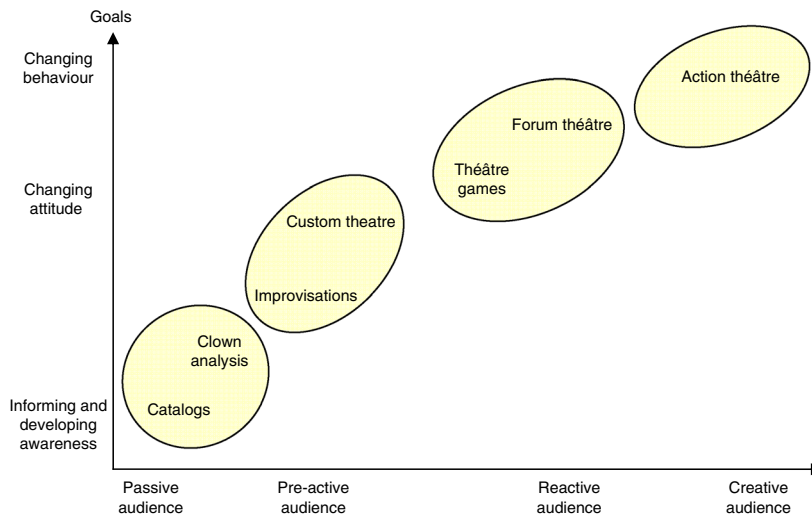 Goals
Changing
behaviour
Action théâtre
Forum théâtre
Théâtre
games
Changing
attitude
Custom theatre
Improvisations
Clown
analysis
Catalogs
Informing and
developing
awareness
Passive
audience
Pre-active
audience
Reactive
audience
Creative
audience